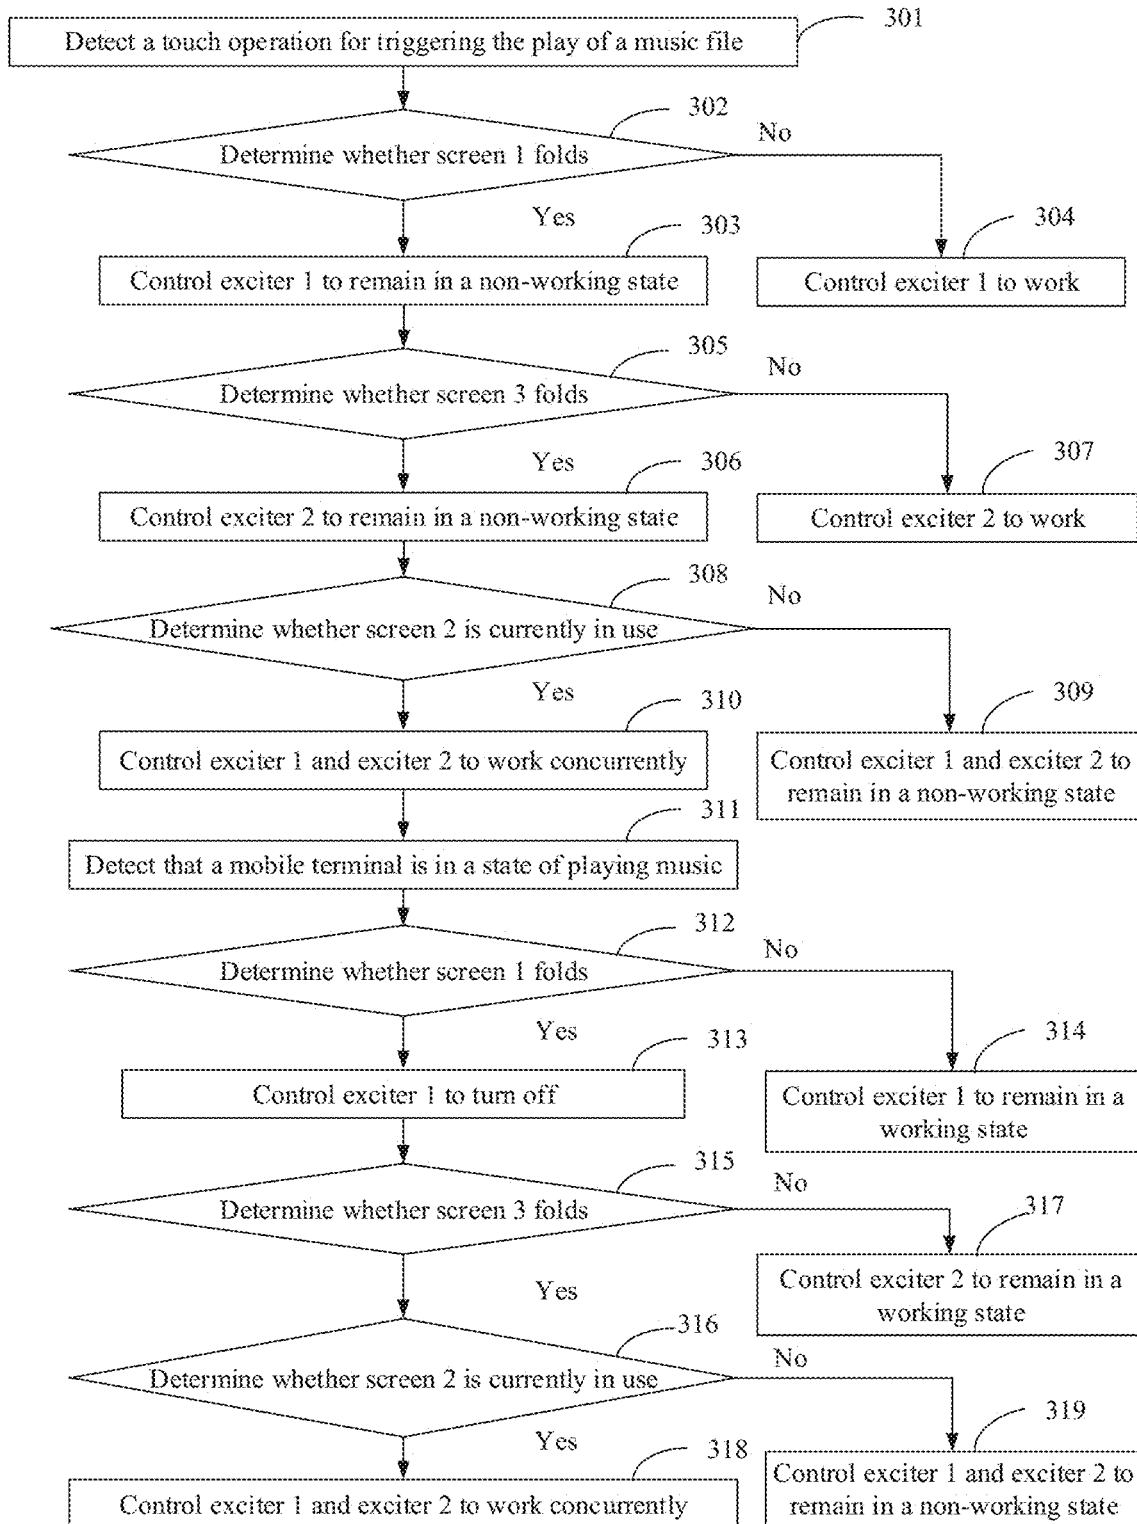 301
Detect a touch operation for triggering the play of a music file
302
No
Determine whether screen 1 folds
Yes
303
304
Control exciter 1 to remain in a non-working state
Control exciter 1 to work
305
No
Determine whether screen 3 folds
Yes
306
307
Control exciter 2 to remain in a non-working state
Control exciter 2 to work
308
No
Determine whether screen 2 is currently in use
Yes
310
309
Control exciter 1 and exciter 2 to work concurrently
Control exciter 1 and exciter 2 to
remain in a non-working state
311
Detect that a mobile terminal is in a state of playing music
312
No
Determine whether screen 1 folds
Yes
313
314
Control exciter 1 to turn off
Control exciter 1 to remain in a
working state
315
No
Determine whether screen 3 folds
317
Yes
Control exciter 2 to remain in a
working state
316
No
Determine whether screen 2 is currently in use
Yes
318
319
Control exciter 1 and exciter 2 to work concurrently
Control exciter 1 and exciter 2 to
remain in a non-working state